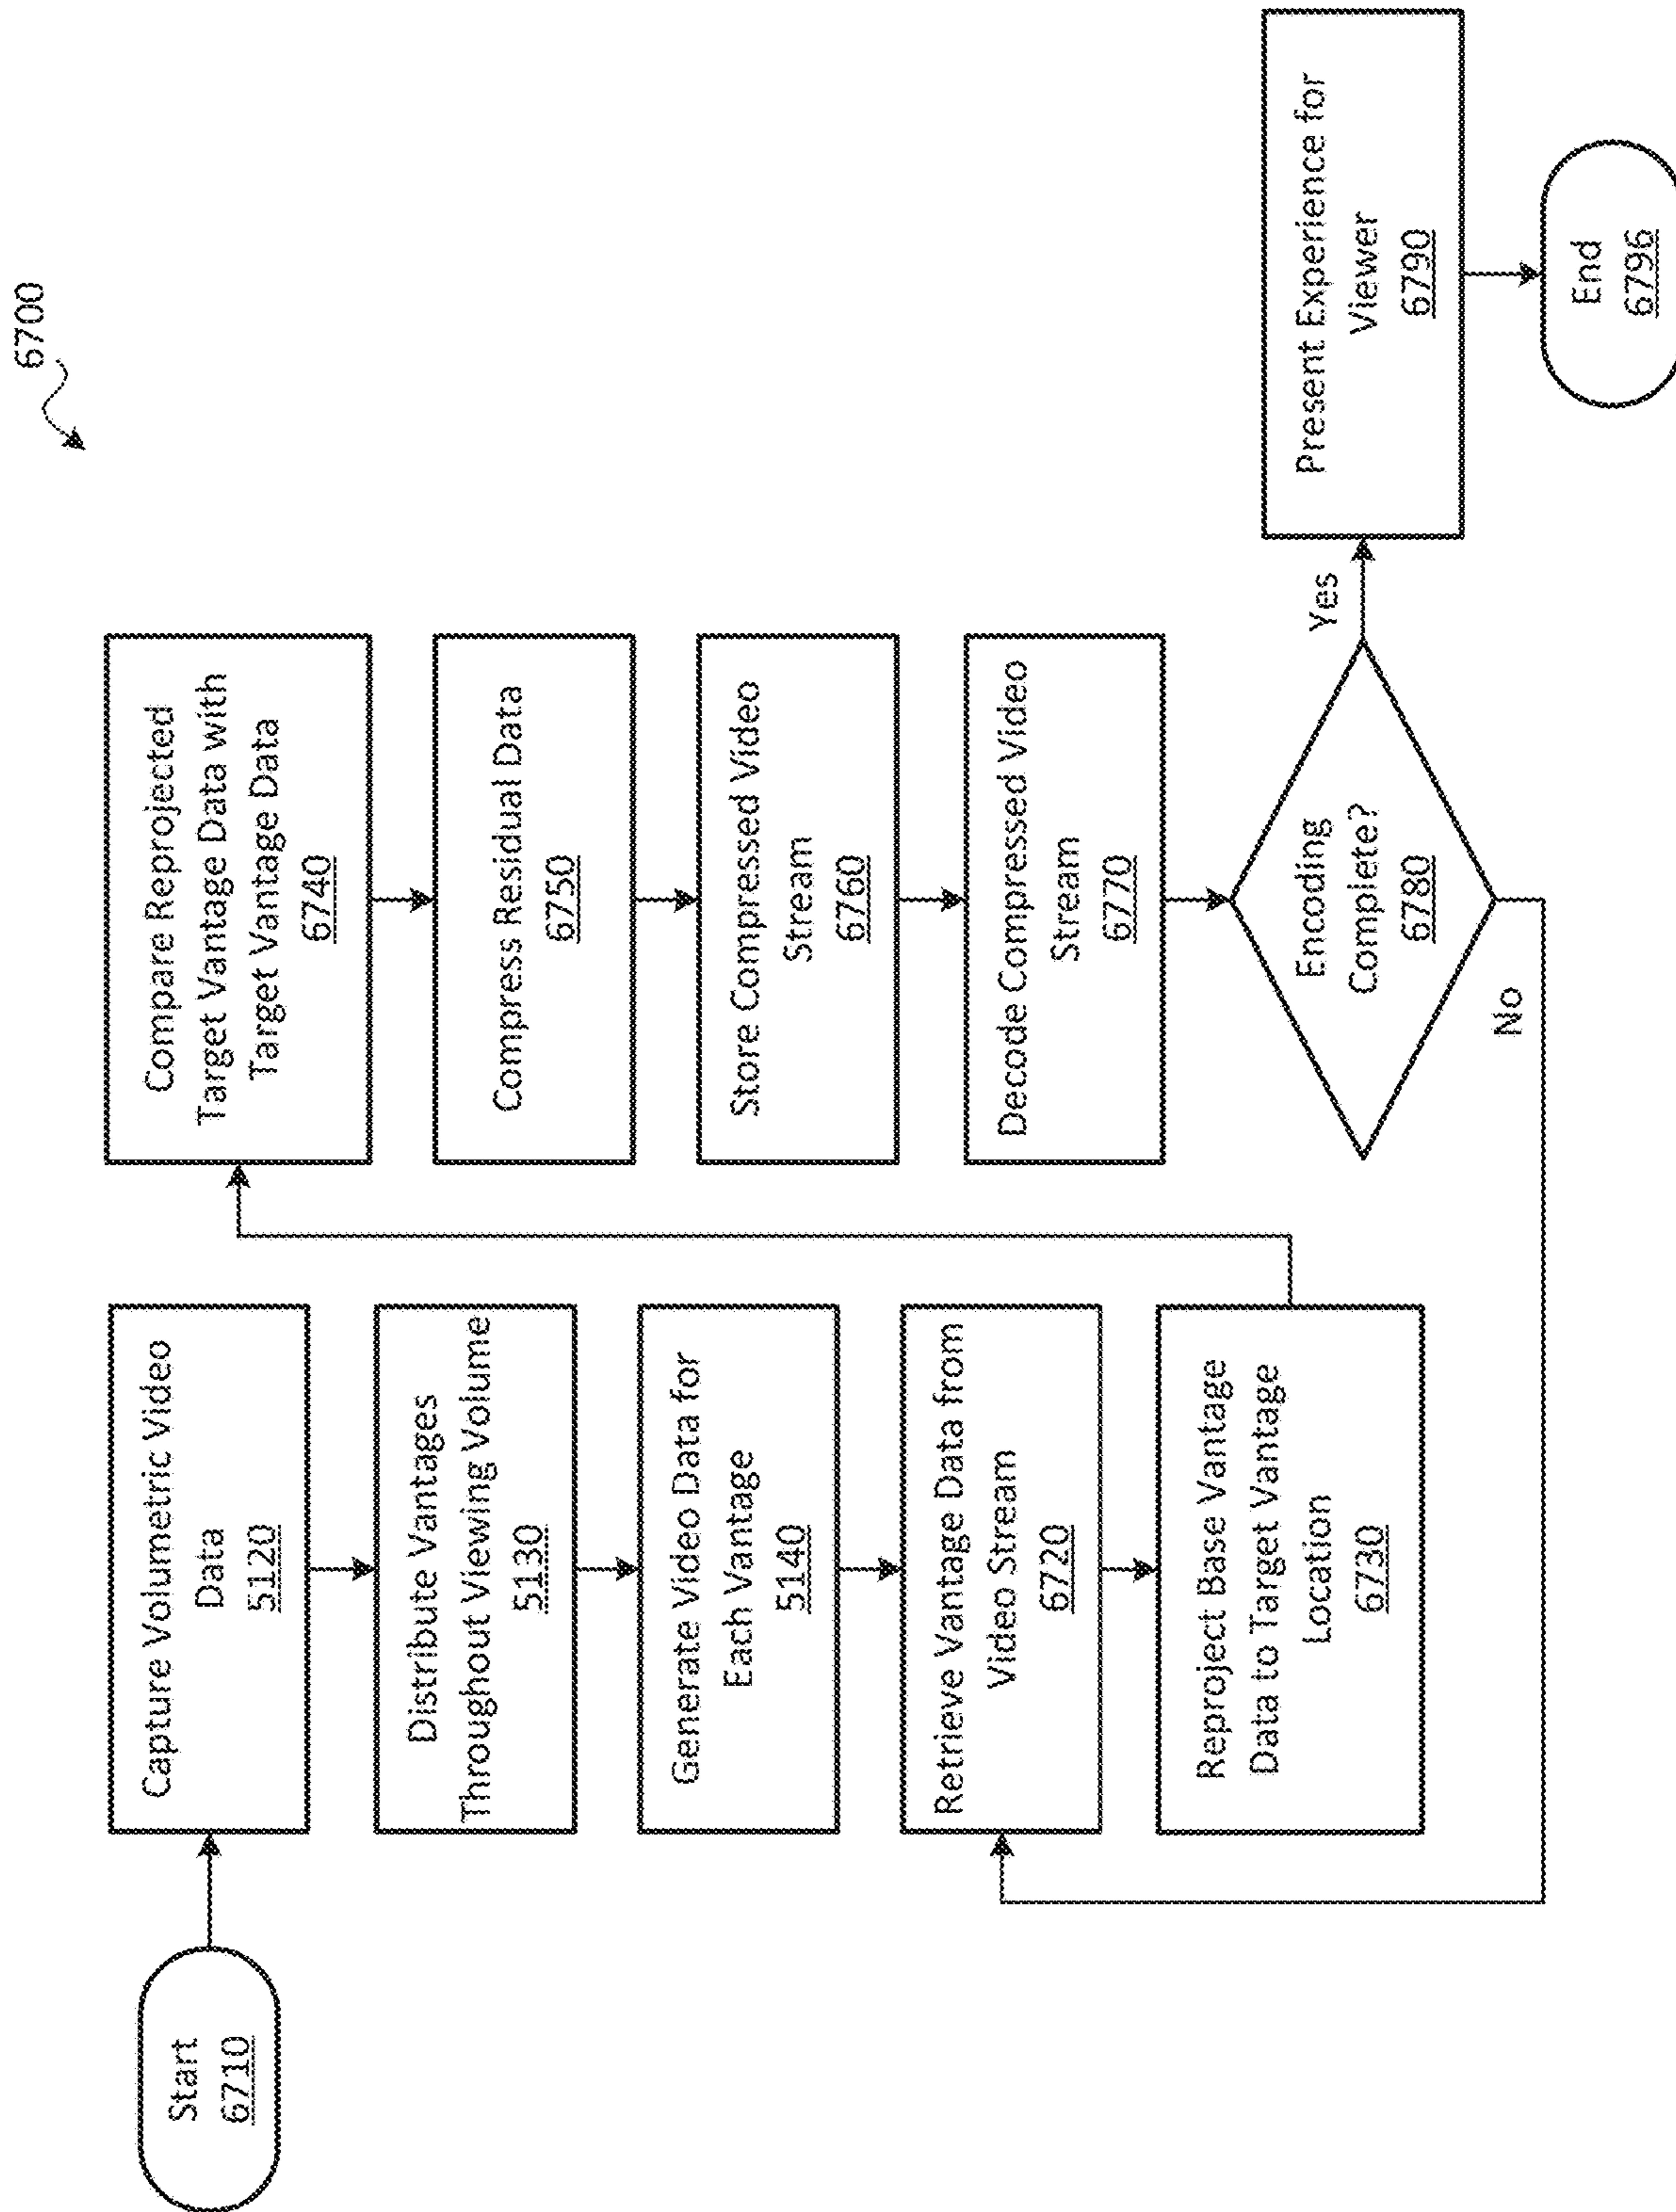 6700
Start
6710
Capture Volumetric Video
Data
5120
Distribute Vantages
Throughout Viewing Volume
5130
Generate Video Data for
Each Vantage
5140
Retrieve Vantage Data from
Video Stream
6720
Reproject Base Vantage
Data to Target Vantage
Location
6730
Compare Reprojected
Target Vantage Data with
Target Vantage Data
6740
Compress Residual Data
6750
Store Compressed Video
Stream
6760
Decode Compressed Video
Stream
6770
Encoding
Complete?
6780
Yes
No
Present Experience for
Viewer
6790
End
6796